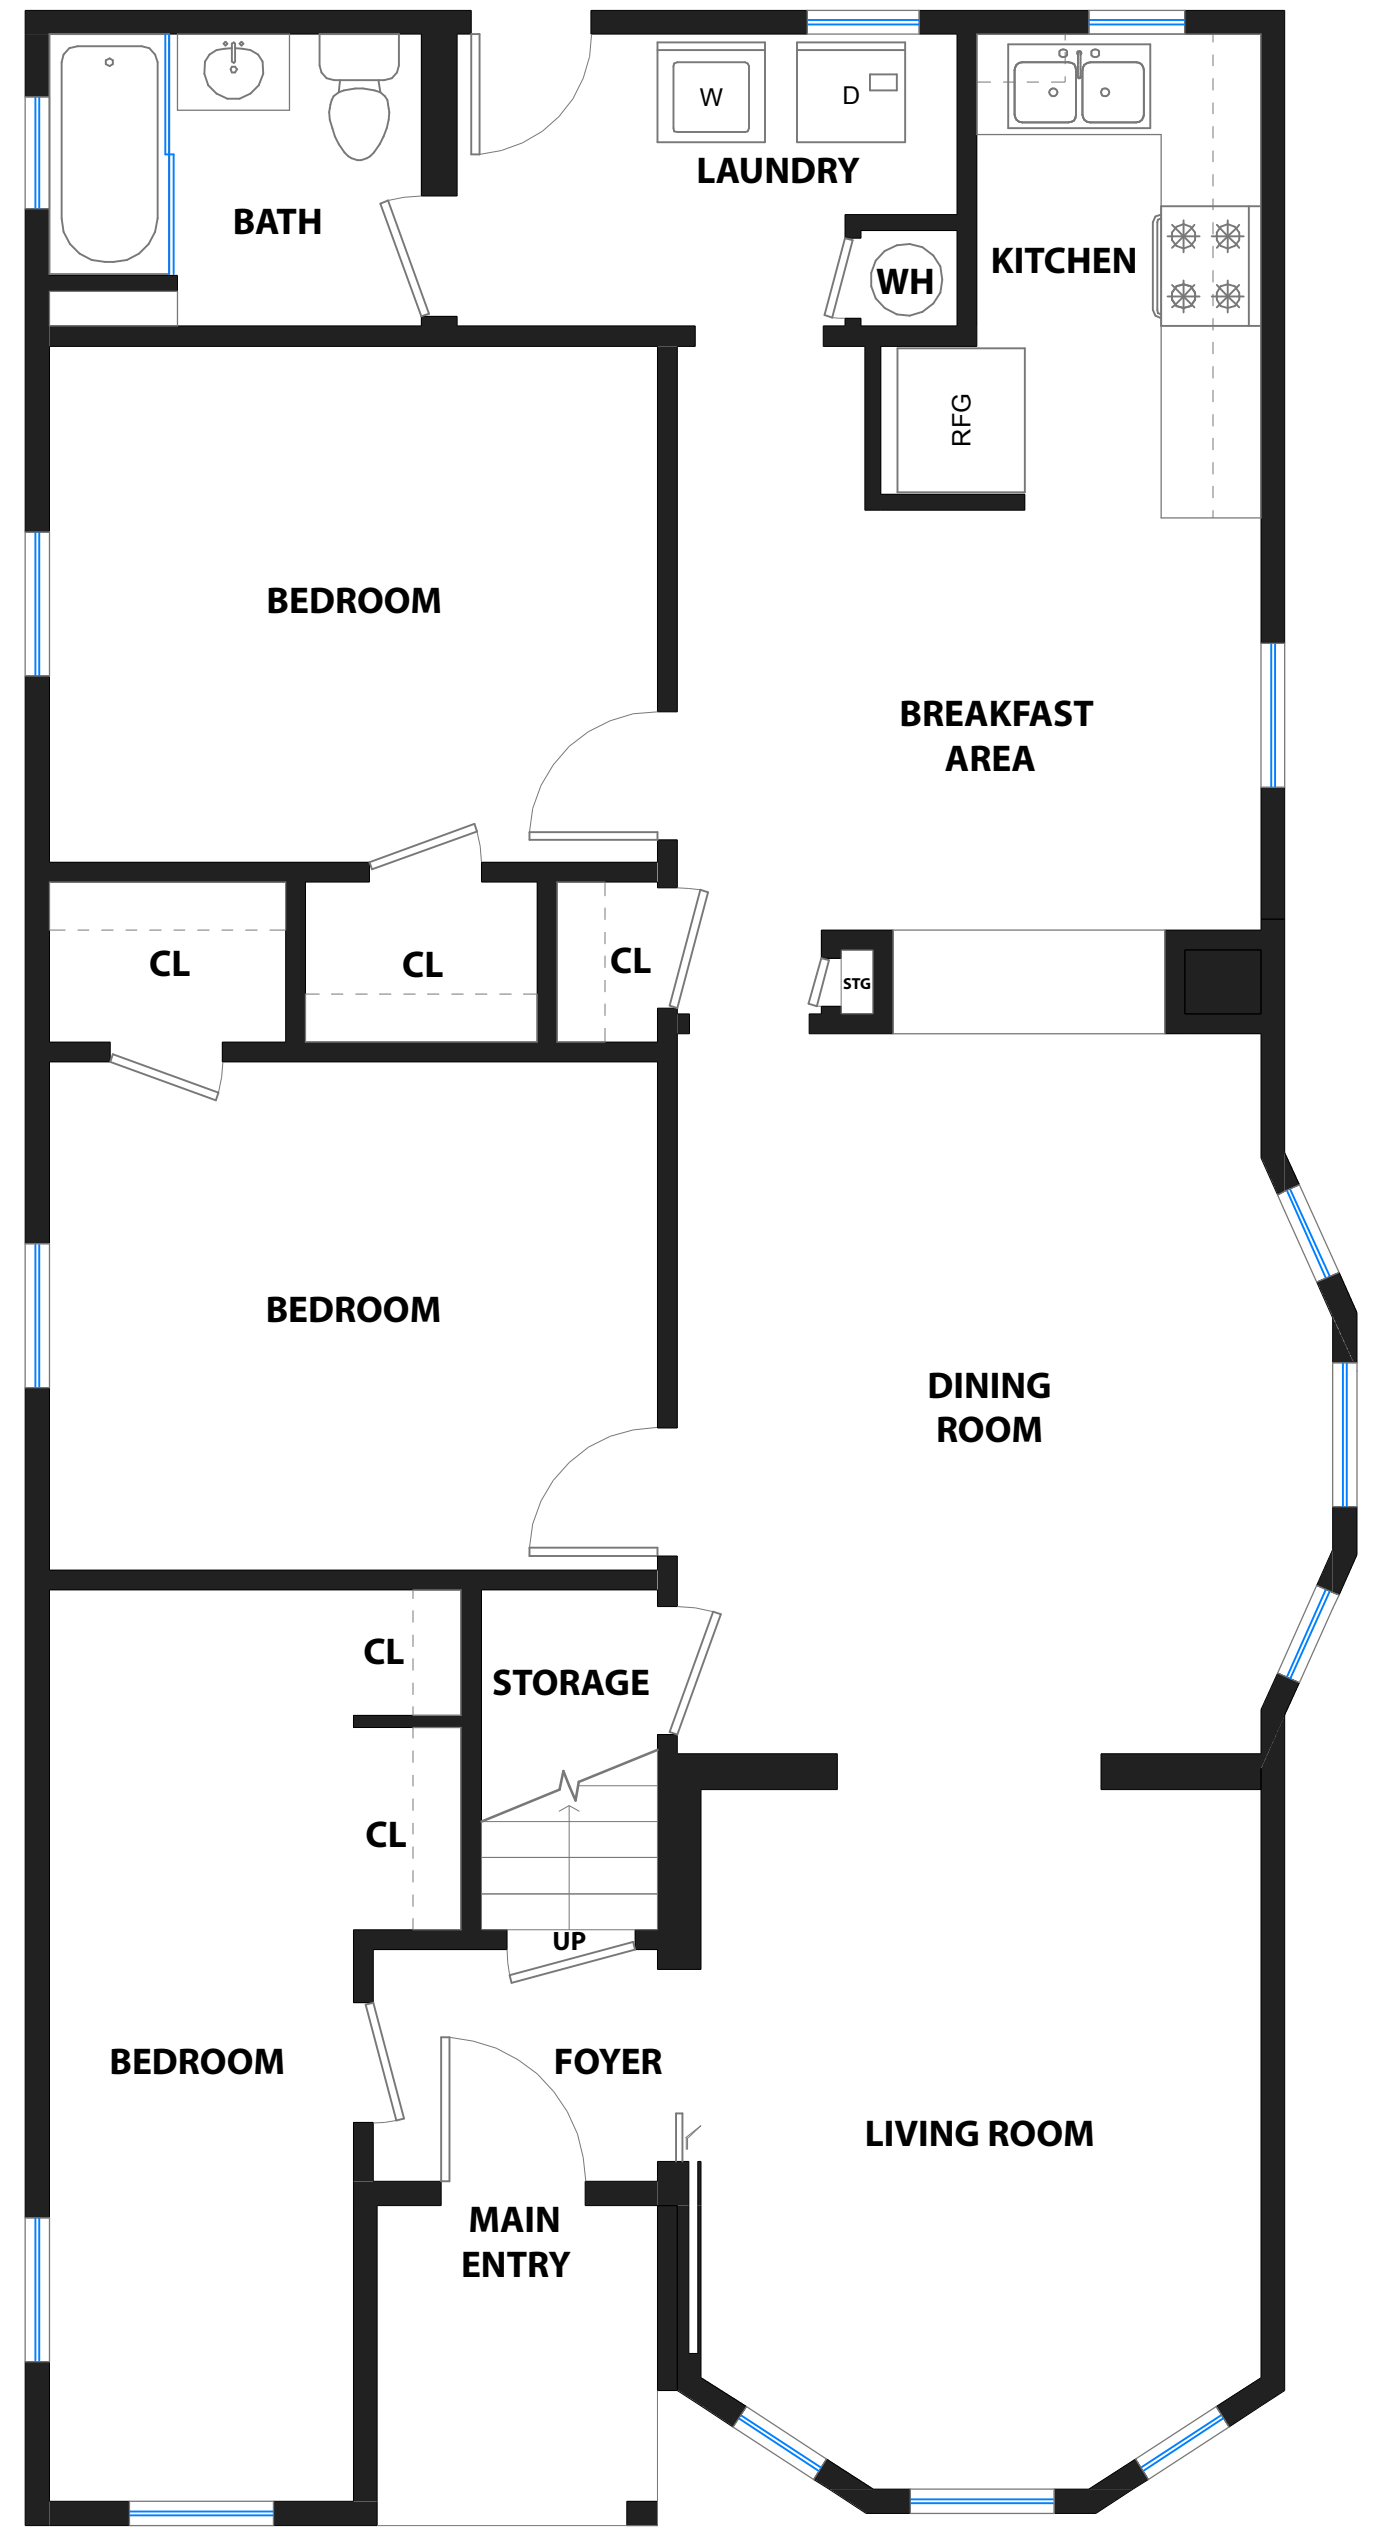 W
D
LAUNDRY
BATH
KITCHEN
WH
RFG
BEDROOM
BREAKFAST
AREA
CL
CL
CL
STG
BEDROOM
DINING
ROOM
CL
STORAGE
CL
UP
BEDROOM
FOYER
LIVING ROOM
MAIN
ENTRY